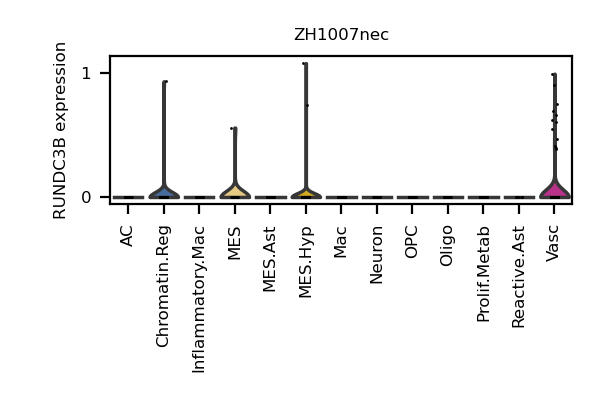 ZH1007nec
RUNDC3B expression
1
0
AC
Chromatin.Reg
Inflammatory.Mac
MES
MES.Ast
MES.Hyp
Mac
Neuron
OPC
Oligo
Prolif.Metab
Reactive.Ast
Vasc